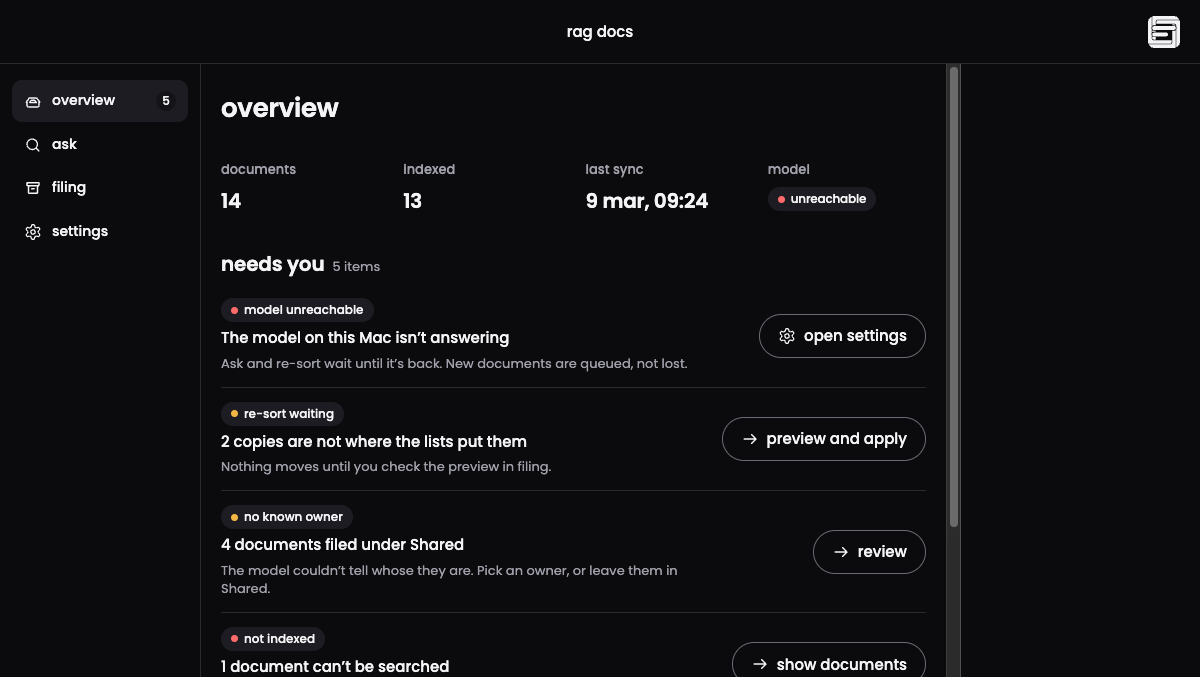 rag docs
overview 5
ask
filing
settings
overview
documents
14
indexed
13
last sync
9 mar, 09:24
model
unreachable
needs you 5 items
model unreachable
The model on this Mac isn’t answering
Ask and re-sort wait until it’s back. New documents are queued, not lost.
open settings
re-sort waiting
2 copies are not where the lists put them
Nothing moves until you check the preview in filing.
preview and apply
no known owner
4 documents filed under Shared
The model couldn’t tell whose they are. Pick an owner, or leave them in
Shared.
review
not indexed
1 document can’t be searched
show documents